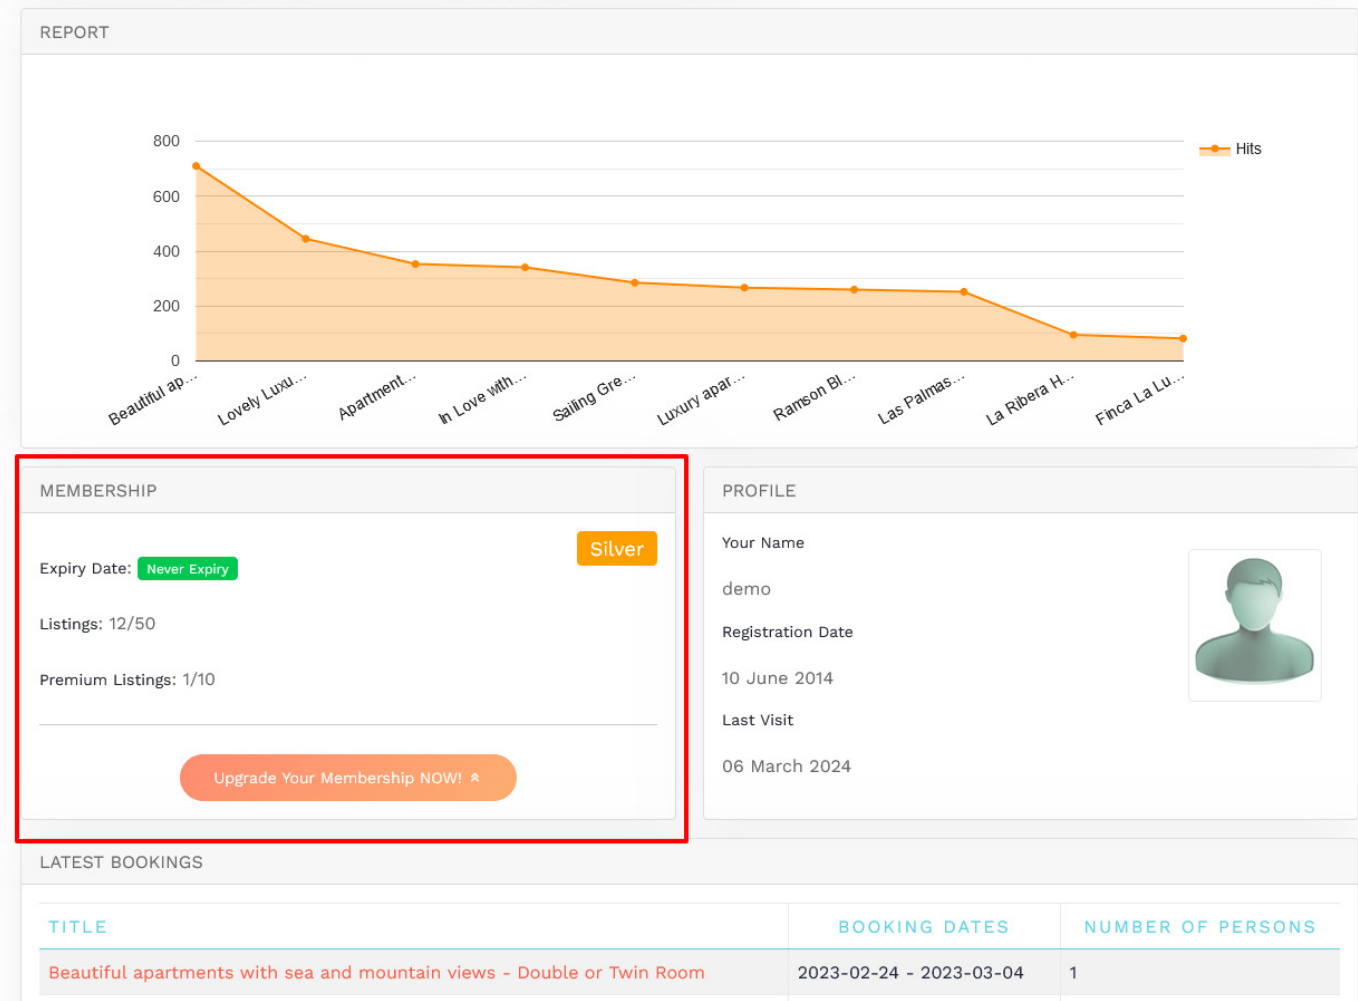 REPORT
800
600
400
200
0
Hits
Beautiful ap...
Lovely Luxu...
Apartment...
In Love with...
Sailing Gre...
Luxury apar...
Ramson Bl...
Las Palmas...
La Ribera H...
Finca La Lu...
MEMBERSHIP
Silver
Expiry Date: Never Expiry
Listings: 12/50
Premium Listings: 1/10
Upgrade Your Membership NOW!
PROFILE
Your Name
demo
Registration Date
10 June 2014
Last Visit
06 March 2024
LATEST BOOKINGS
TITLE BOOKING DATES NUMBER OF PERSONS
Beautiful apartments with sea and mountain views - Double or Twin Room 2023-02-24 - 2023-03-04 1